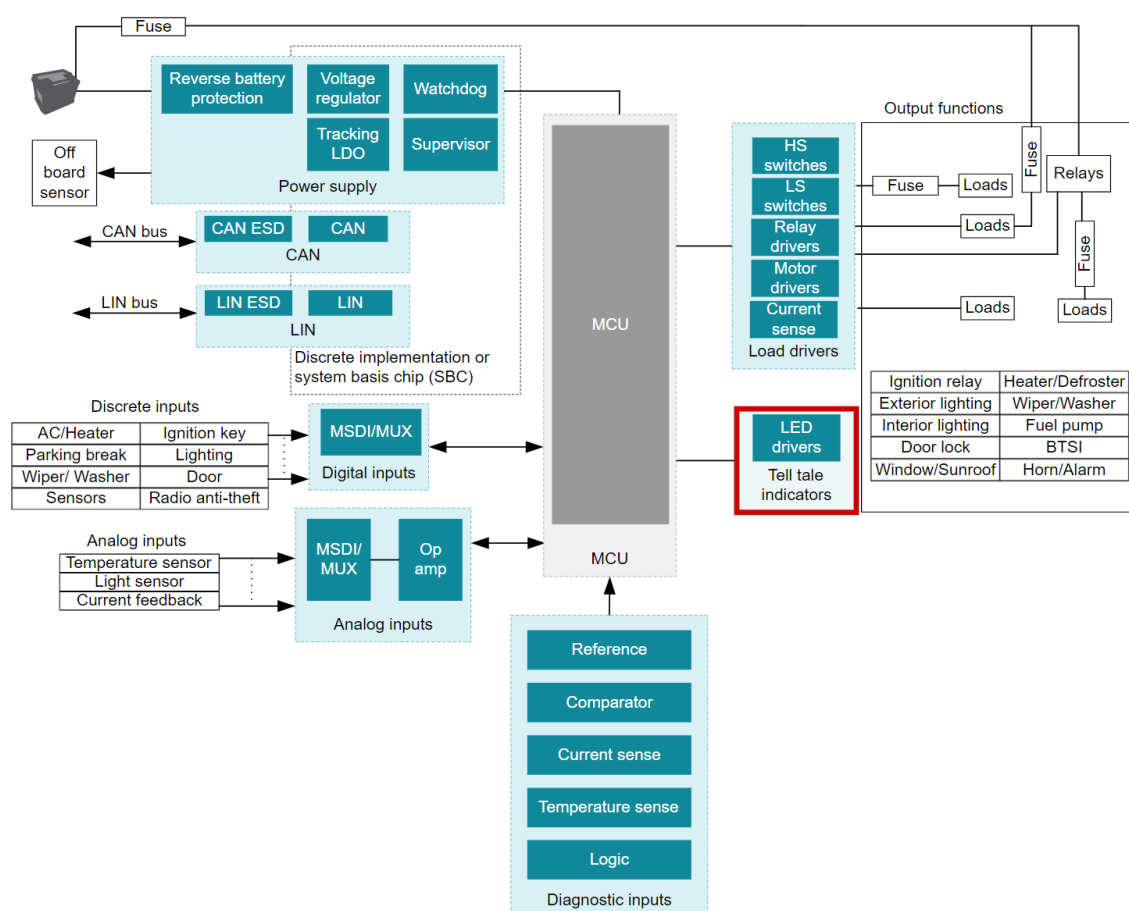 Fuse
Reverse battery
protection
Voltage
regulator
Watchdog
Tracking
LDO
Supervisor
Power supply
Off
board
sensor
CAN bus
CAN ESD
CAN
CAN
LIN bus
LIN ESD
LIN
LIN
Discrete implementation or
system basis chip (SBC)
Discrete inputs
AC/Heater
Ignition key
Parking break
Lighting
Wiper/ Washer
Door
Sensors
Radio anti-theft
MSDI/MUX
Digital inputs
Analog inputs
Temperature sensor
Light sensor
Current feedback
MSDI/
MUX
Op
amp
Analog inputs
MCU
MCU
Reference
Comparator
Current sense
Temperature sense
Logic
Diagnostic inputs
HS
switches
LS
switches
Relay
drivers
Motor
drivers
Current
sense
Load drivers
LED
drivers
Tell tale
indicators
Output functions
Fuse
Loads
Fuse
Relays
Loads
Fuse
Loads
Loads
Ignition relay
Heater/Defroster
Exterior lighting
Wiper/Washer
Interior lighting
Fuel pump
Door lock
BTSI
Window/Sunroof
Horn/Alarm